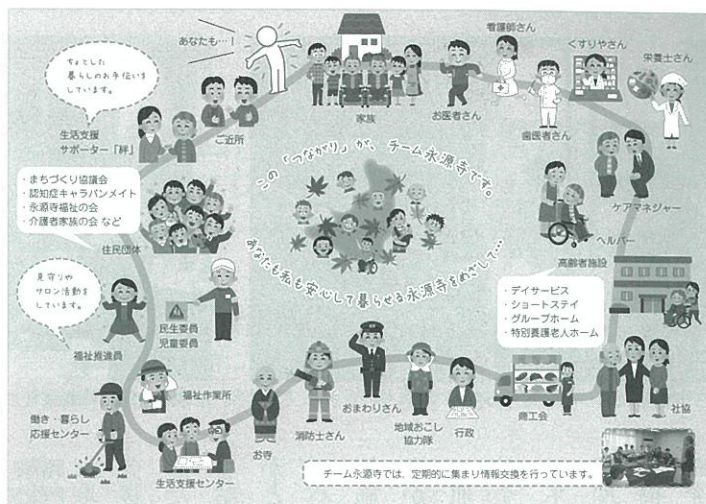 あなたも…！
看護師さん
くすりやさん
栄養士さん
ちょとした
暮らしのお手伝いを
しています。
生活支援
サポーター「絆」
ご近所
家族
お医者さん
歯医者さん
ケアマネジャー
この「つながり」が、チーム永源寺です。
あなたも私も安心して暮らせる永源寺をめざして…
・まちづくり協議会
・認知症キャラバンメイト
・永源寺福祉の会
・介護者家族の会 など
住民団体
ヘルパー
高齢者施設
・デイサービス
・ショートステイ
・グループホーム
・特別養護老人ホーム
見守りや
サロン活動を
しています。
福祉推進員
民生委員
児童委員
福祉作業所
働き・暮らし
応援センター
生活支援センター
お寺
消防士さん
おまわりさん
地域おこし
協力隊
行政
商工会
社協
チーム永源寺では、定期的に集まり情報交換を行っています。